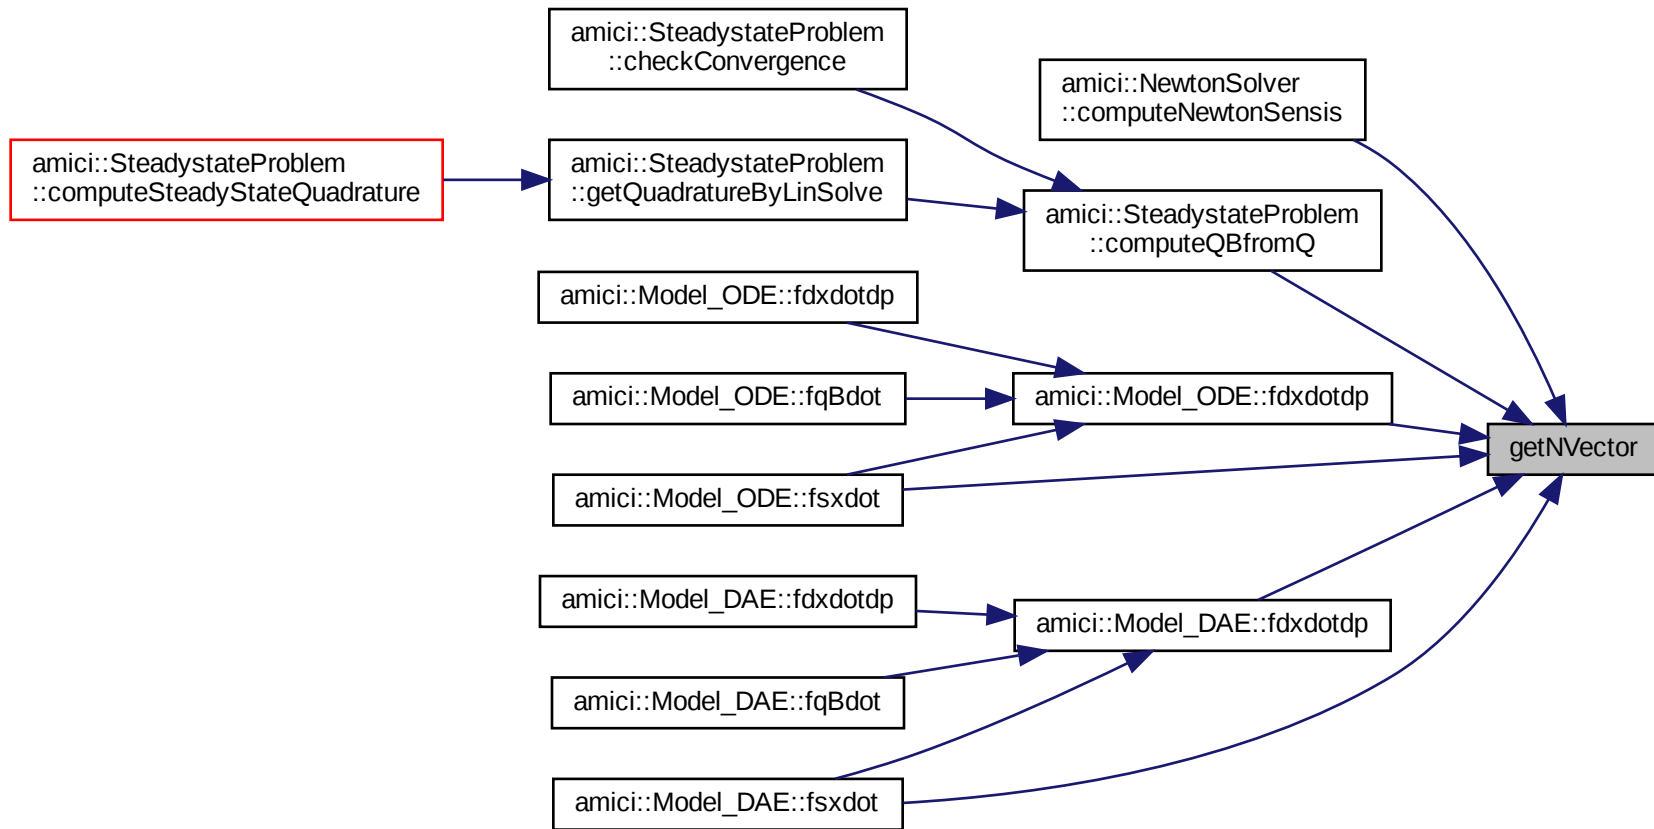 amici::SteadystateProblem
::checkConvergence
amici::NewtonSolver
::computeNewtonSensis
amici::SteadystateProblem
::computeSteadyStateQuadrature
amici::SteadystateProblem
::getQuadratureByLinSolve
amici::SteadystateProblem
::computeQBfromQ
amici::Model_ODE::fdxdotdp
amici::Model_ODE::fqBdot
amici::Model_ODE::fdxdotdp
getNVector
amici::Model_ODE::fsxdot
amici::Model_DAE::fdxdotdp
amici::Model_DAE::fdxdotdp
amici::Model_DAE::fqBdot
amici::Model_DAE::fsxdot